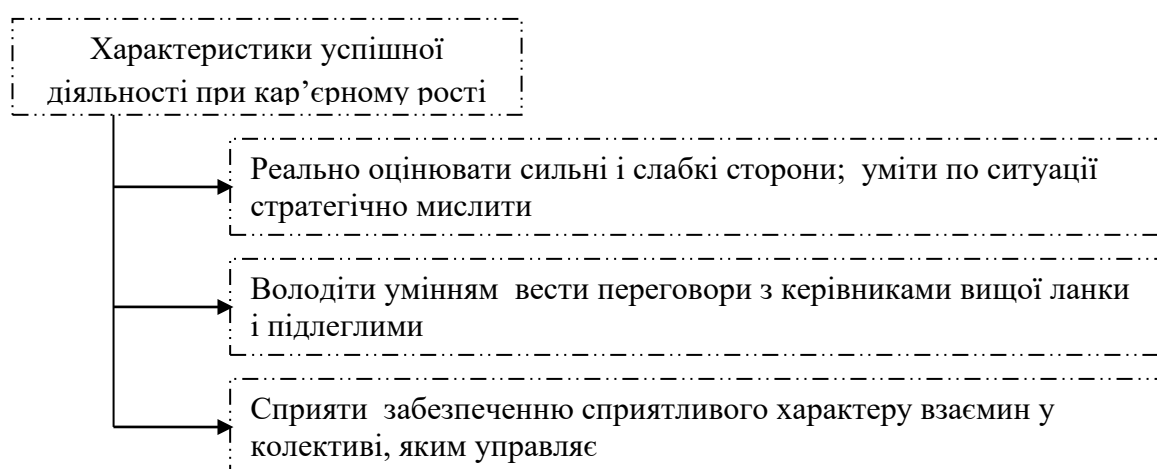 Характеристики успішної
діяльності при кар’єрному рості
Реально оцінювати сильні і слабкі сторони;  уміти по ситуації
стратегічно мислити
Володіти умінням  вести переговори з керівниками вищої ланки
і підлеглими
Сприяти  забезпеченню сприятливого характеру взаємин у
колективі, яким управляє